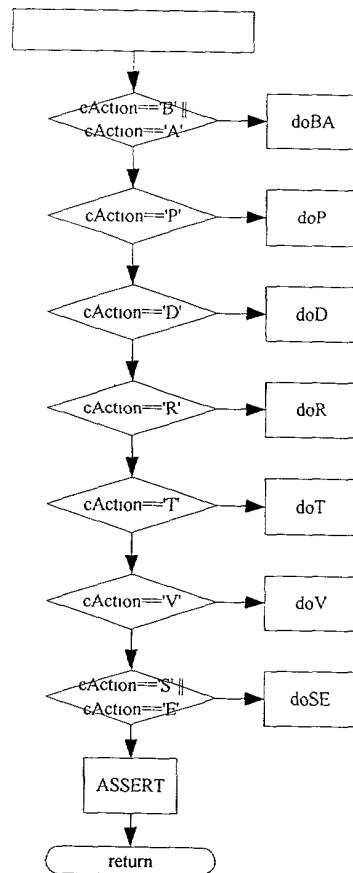 cAction=='B' ||
cAction=='A'
doBA
cAction=='P'
doP
cAction=='D'
doD
cAction=='R'
doR
cAction=='T'
doT
cAction=='V'
doV
cAction=='S' ||
cAction=='E'
doSE
ASSERT
return